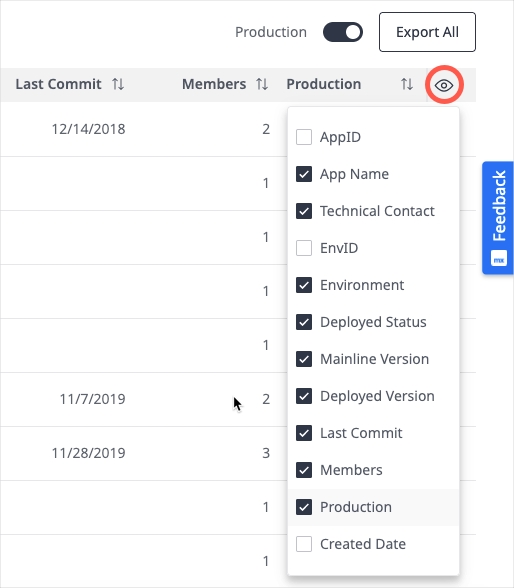 Production
Export All
Last Commit Members Production
12/14/2018 2
AppID
App Name
1
Technical Contact
Feedback
mx
1
EnvID
Environment
1
Deployed Status
1
Mainline Version
Deployed Version
11/7/2019 2
Last Commit
11/28/2019 3
Members
Production
1
Created Date
1